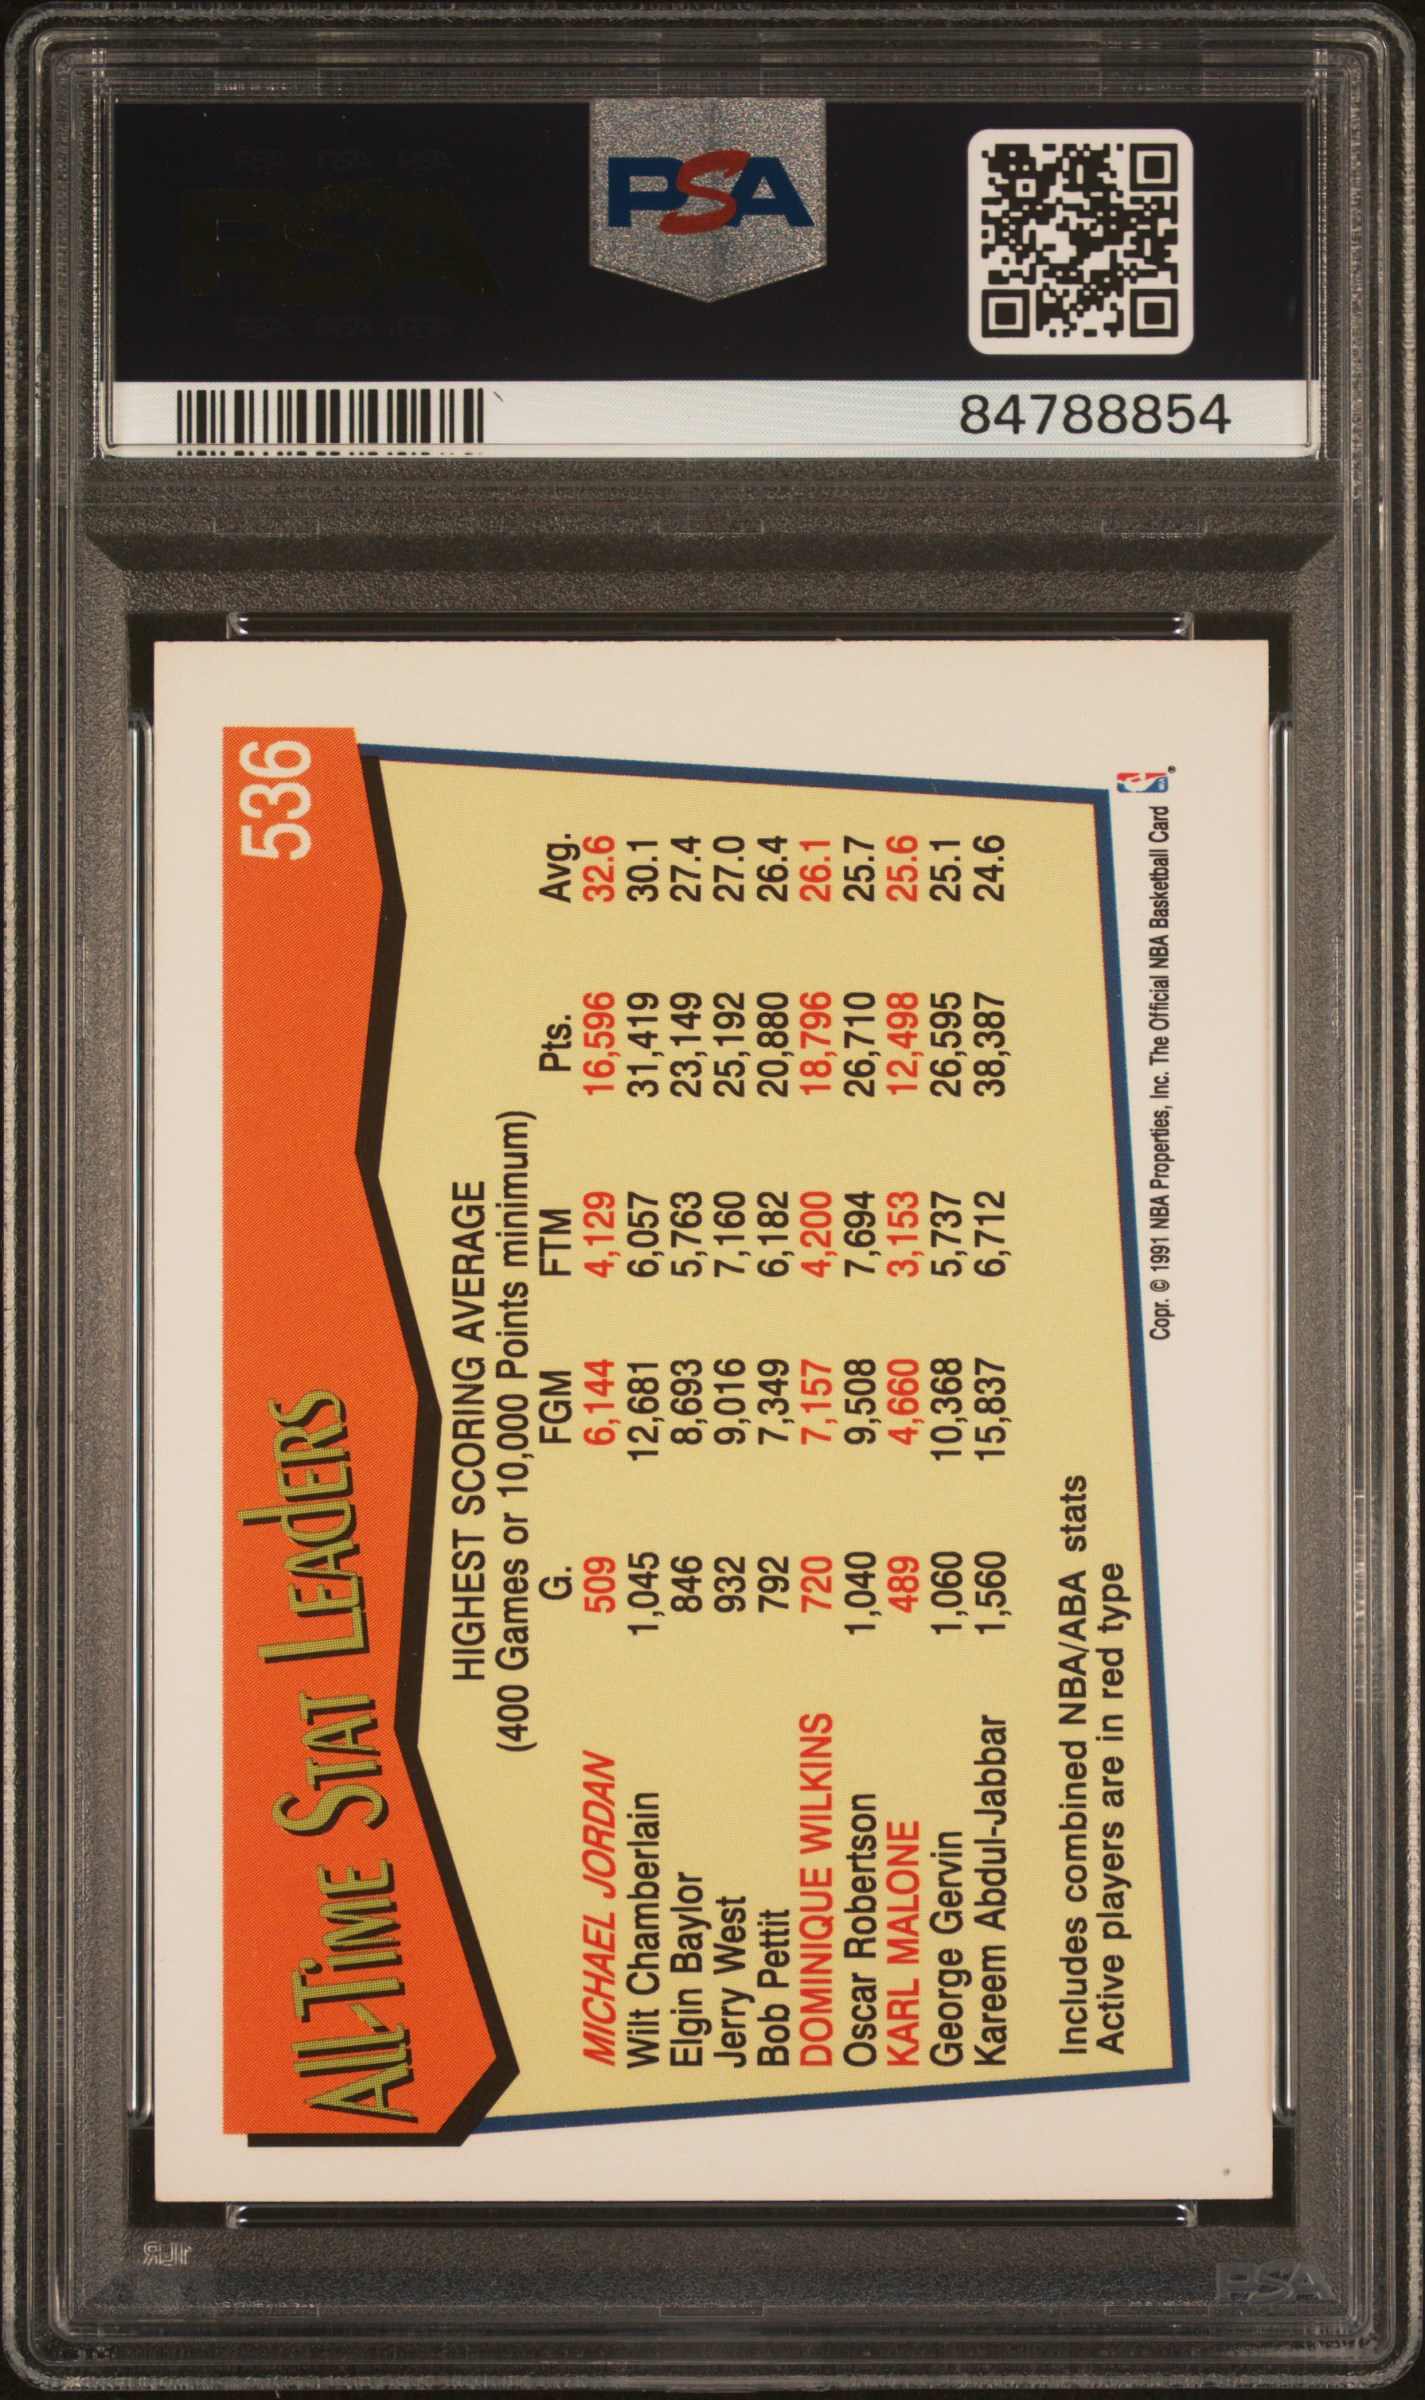 PSA
PSA
84788854
536
All-Time Stat Leaders
HIGHEST SCORING AVERAGE
(400 Games or 10,000 Points minimum)
G. FGM FTM Pts. Avg.
MICHAEL JORDAN 509 6,144 4,129 16,596 32.6
Wilt Chamberlain 1,045 12,681 6,057 31,419 30.1
Elgin Baylor 846 8,693 5,763 23,149 27.4
Jerry West 932 9,016 7,160 25,192 27.0
Bob Pettit 792 7,349 6,182 20,880 26.4
DOMINIQUE WILKINS 720 7,157 4,200 18,796 26.1
Oscar Robertson 1,040 9,508 7,694 26,710 25.7
KARL MALONE 489 4,660 3,153 12,498 25.6
George Gervin 1,060 10,368 5,737 26,595 25.1
Kareem Abdul-Jabbar 1,560 15,837 6,712 38,387 24.6
Includes combined NBA/ABA stats
Active players are in red type
Copr. © 1991 NBA Properties, Inc. The Official NBA Basketball Card
PSA